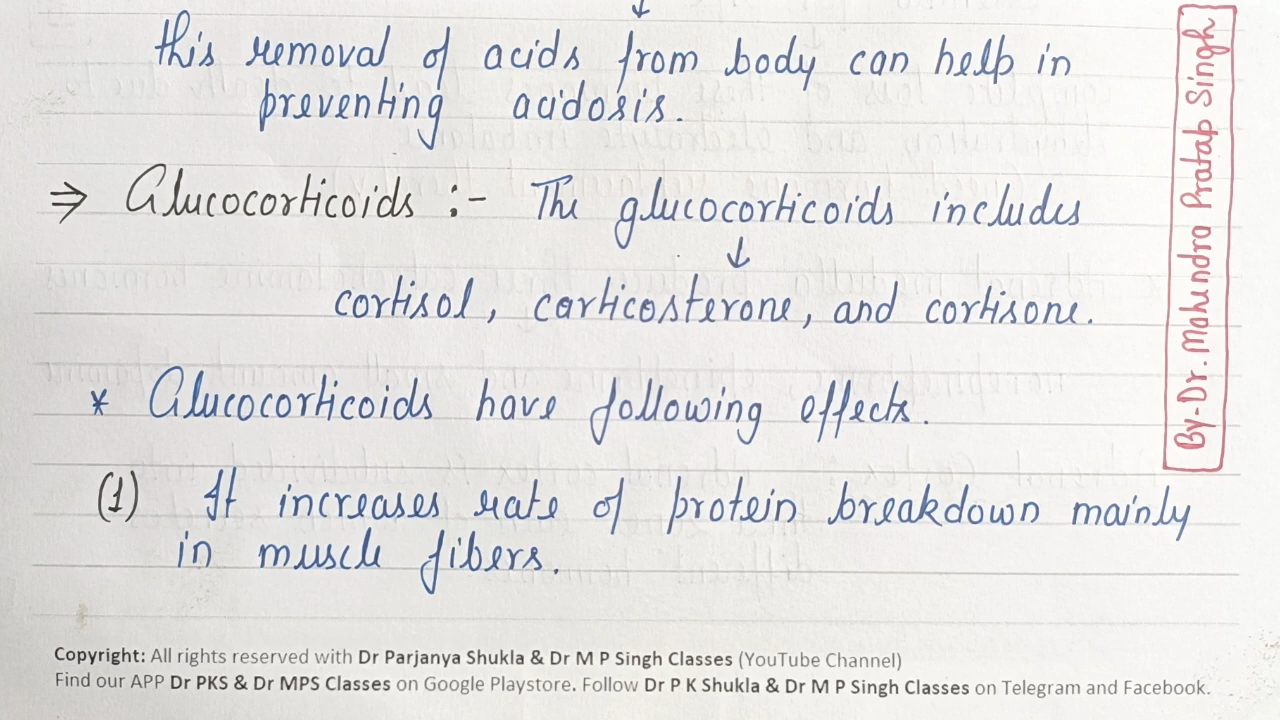 this removal of acids from body can help in
preventing acidosis.
⇒ Glucocorticoids :- The glucocorticoids includes
↓
cortisol, corticosterone, and cortisone.
* Glucocorticoids have following effects.
(1) It increases rate of protein breakdown mainly
in muscle fibers.
By-Dr. Mahendra Pratap Singh
Copyright: All rights reserved with Dr Parjanya Shukla & Dr M P Singh Classes (YouTube Channel)
Find our APP Dr PKS & Dr MPS Classes on Google Playstore. Follow Dr P K Shukla & Dr M P Singh Classes on Telegram and Facebook.